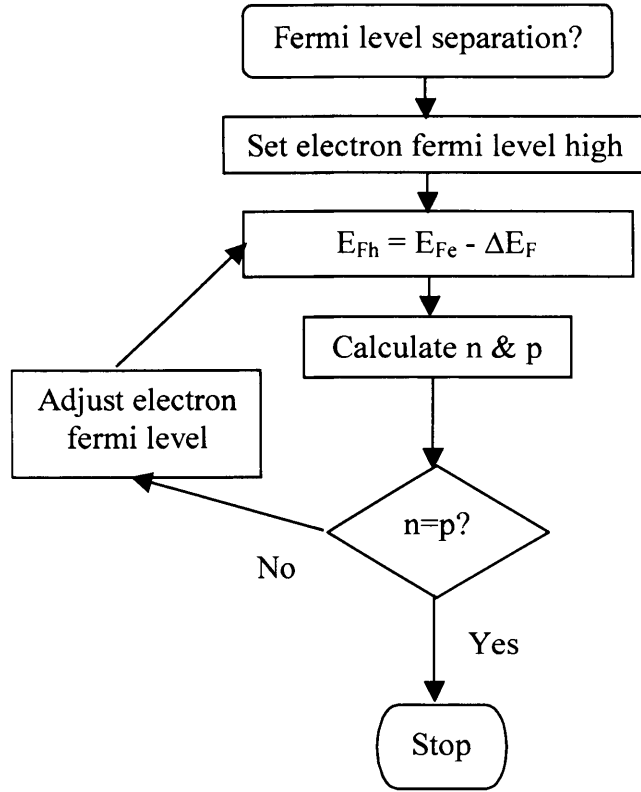 Fermi level separation?
Set electron fermi level high
E_Fh = E_Fe - ΔE_F
Calculate n & p
Adjust electron
fermi level
n=p?
No
Yes
Stop